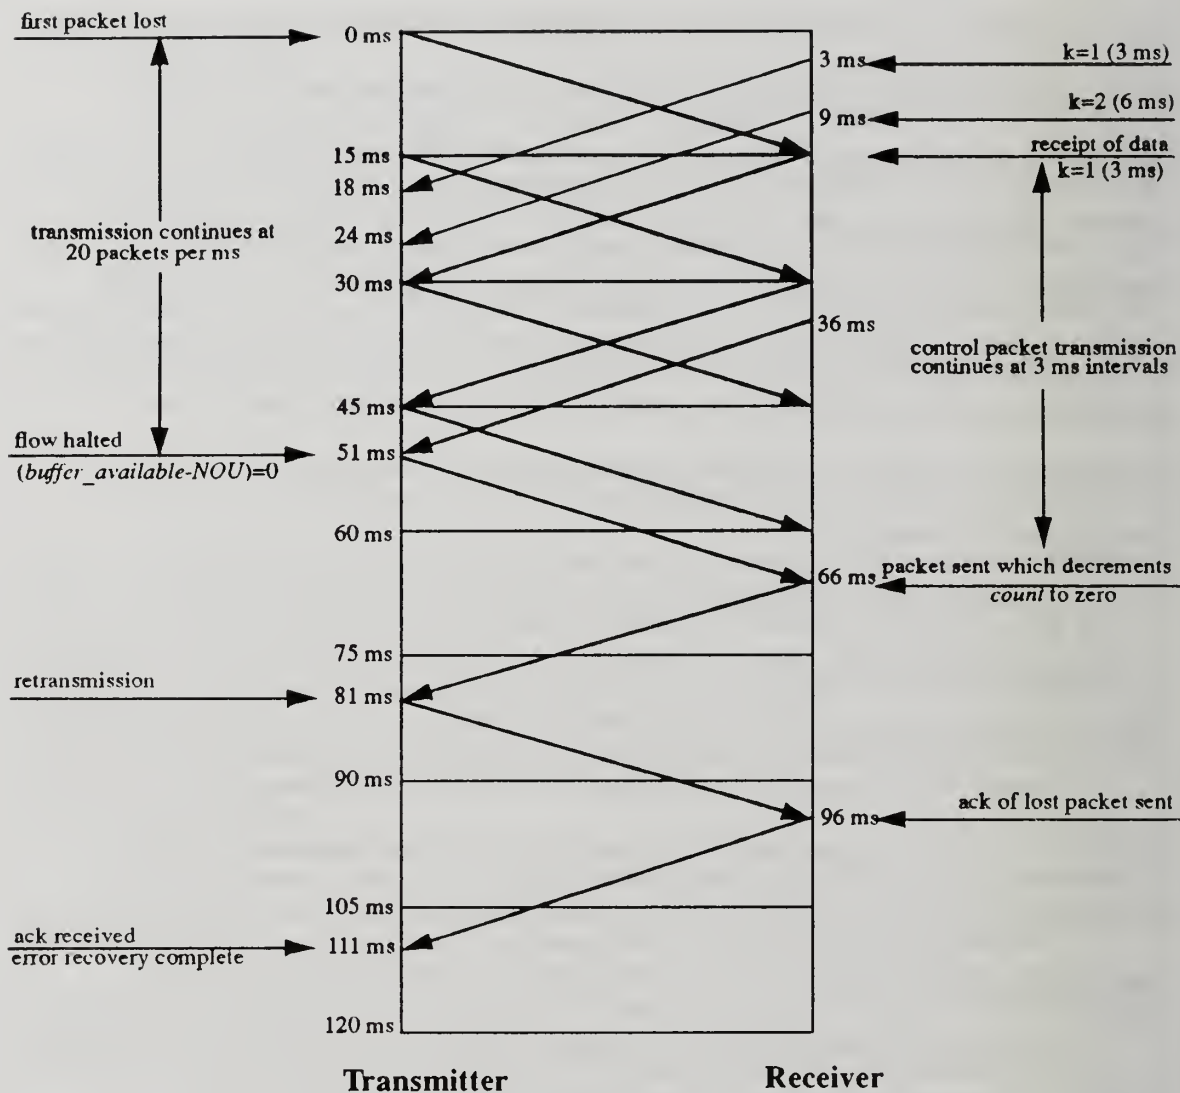 first packet lost
0 ms
3 ms
k=1 (3 ms)
9 ms
k=2 (6 ms)
15 ms
receipt of data
k=1 (3 ms)
18 ms
transmission continues at
20 packets per ms
24 ms
30 ms
36 ms
control packet transmission
continues at 3 ms intervals
45 ms
flow halted
(buffer_available-NOU)=0
51 ms
60 ms
66 ms
packet sent which decrements
count to zero
75 ms
retransmission
81 ms
90 ms
96 ms
ack of lost packet sent
105 ms
ack received
error recovery complete
111 ms
120 ms
Transmitter
Receiver